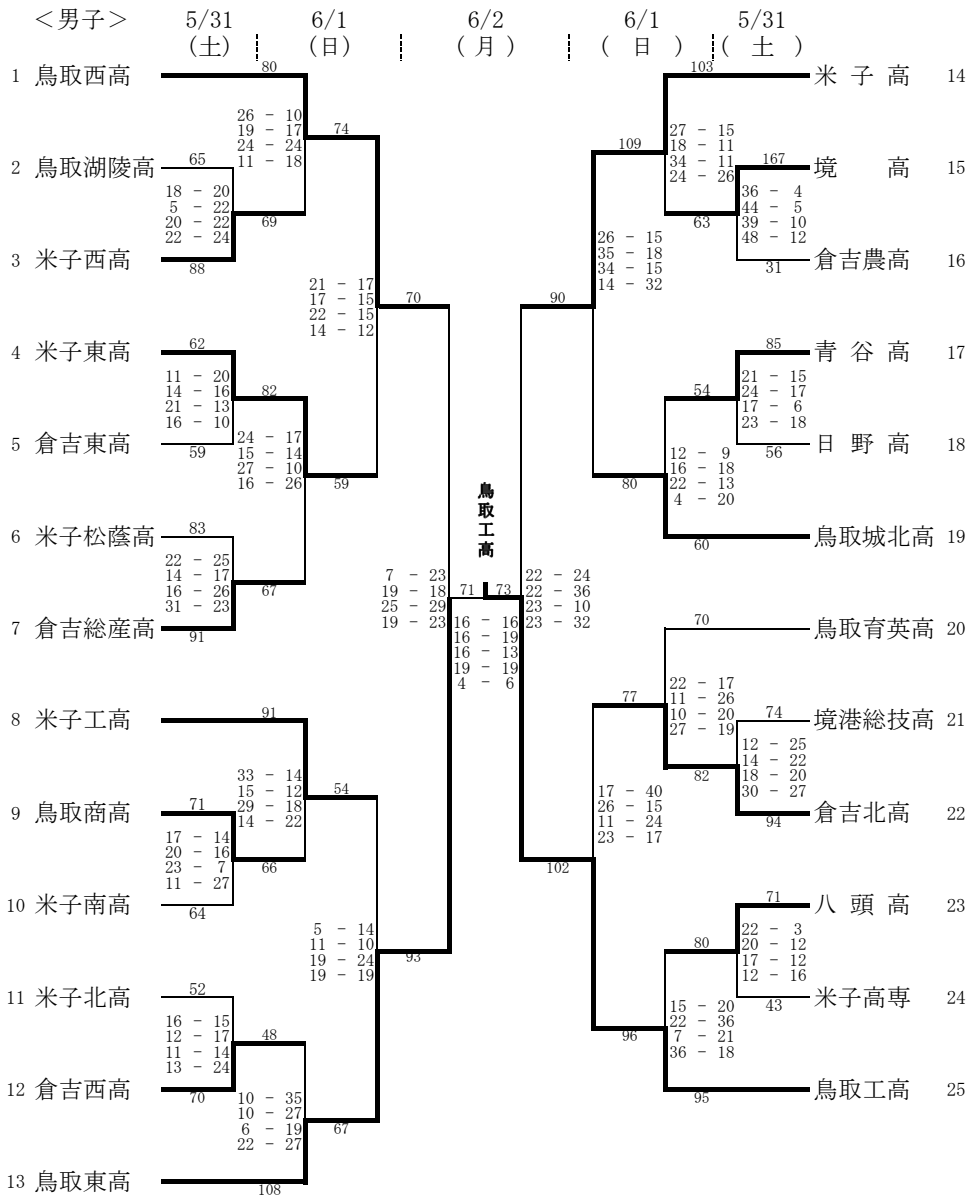 ＜男子＞ 5/31 6/1 6/2 6/1 5/31
(土) (日) (月) (日) (土)
1 鳥取西高 80
26 - 10
19 - 17
24 - 24
11 - 18
74
2 鳥取湖陵高 65
18 - 20
5 - 22
20 - 22
22 - 24
69
3 米子西高 88
21 - 17
17 - 15
22 - 15
14 - 12
70
4 米子東高 62
11 - 20
14 - 16
21 - 13
16 - 10
82
5 倉吉東高 59
24 - 17
15 - 14
27 - 10
16 - 26
59
6 米子松蔭高 83
22 - 25
14 - 17
16 - 26
31 - 23
67
7 倉吉総産高 91
7 - 23
19 - 18
25 - 29
19 - 23
8 米子工高 91
33 - 14
15 - 12
29 - 18
14 - 22
54
9 鳥取商高 71
17 - 14
20 - 16
23 - 7
11 - 27
66
10 米子南高 64
5 - 14
11 - 10
19 - 24
19 - 19
93
11 米子北高 52
16 - 15
12 - 17
11 - 14
13 - 24
48
12 倉吉西高 70
10 - 35
10 - 27
6 - 19
22 - 27
67
13 鳥取東高 108
鳥取工高
71 73
16 - 16
16 - 19
16 - 13
19 - 19
4 - 6
103 米子高 14
27 - 15
18 - 11
34 - 11
24 - 26
109
167 境高 15
36 - 4
44 - 5
39 - 10
48 - 12
63
31 倉吉農高 16
26 - 15
35 - 18
34 - 15
14 - 32
90
85 青谷高 17
21 - 15
24 - 17
17 - 6
23 - 18
54
56 日野高 18
12 - 9
16 - 18
22 - 13
4 - 20
80
60 鳥取城北高 19
22 - 24
22 - 36
23 - 10
23 - 32
70 鳥取育英高 20
22 - 17
11 - 26
10 - 20
27 - 19
77
74 境港総技高 21
12 - 25
14 - 22
18 - 20
30 - 27
82
94 倉吉北高 22
17 - 40
26 - 15
11 - 24
23 - 17
102
71 八頭高 23
22 - 3
20 - 12
17 - 12
12 - 16
80
43 米子高専 24
15 - 20
22 - 36
7 - 21
36 - 18
96
95 鳥取工高 25